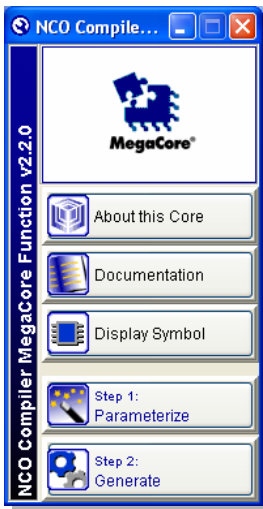 NCO Compile...
MegaCore®
NCO Compiler MegaCore Function v2.2.0
About this Core
Documentation
Display Symbol
Step 1:
Parameterize
Step 2:
Generate